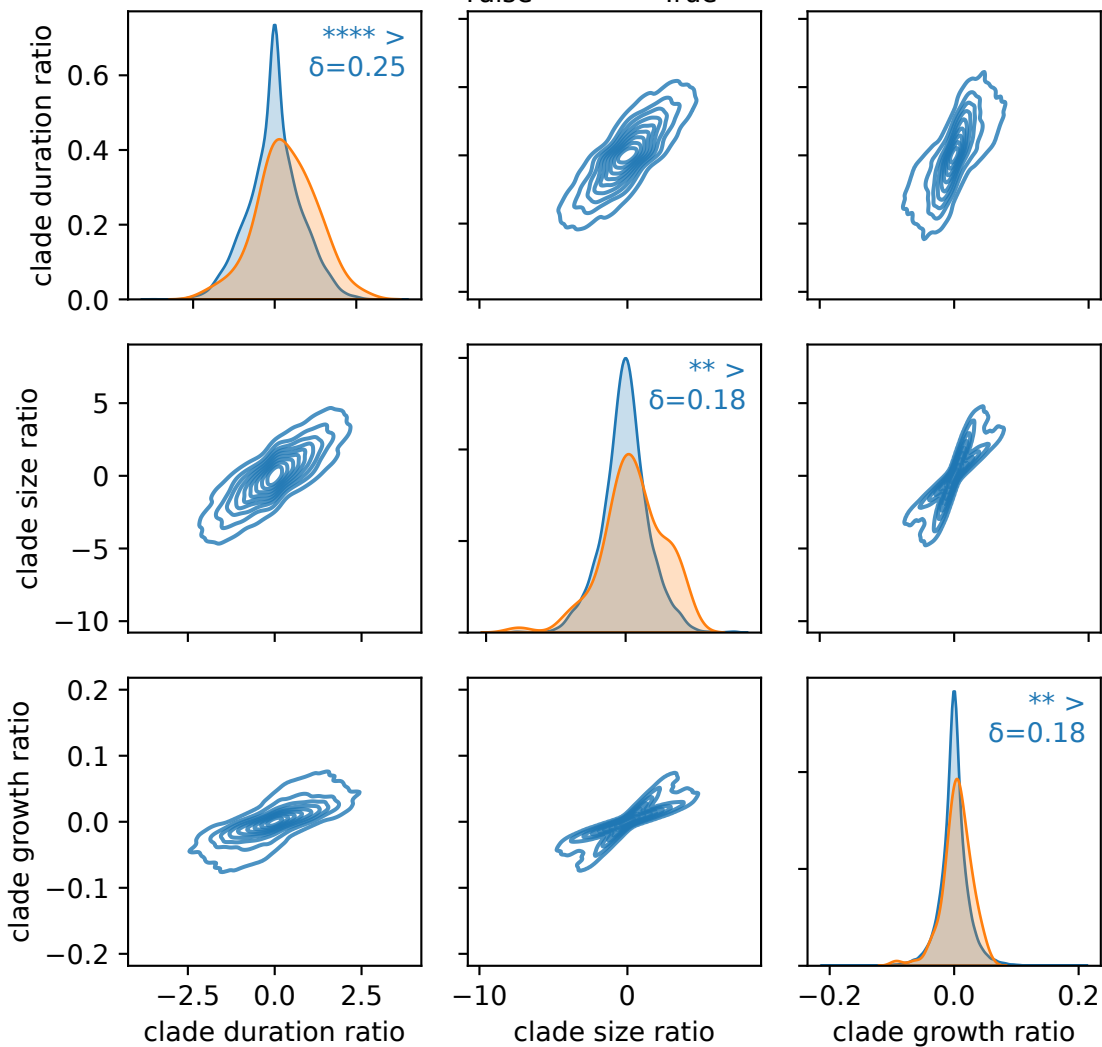 clade duration ratio
0.6
0.4
0.2
0.0
**** >
δ=0.25
clade size ratio
5
0
−5
−10
** >
δ=0.18
clade growth ratio
0.2
0.1
0.0
−0.1
−0.2
** >
δ=0.18
−2.5
0.0
2.5
−10
0
−0.2
0.0
0.2
clade duration ratio
clade size ratio
clade growth ratio